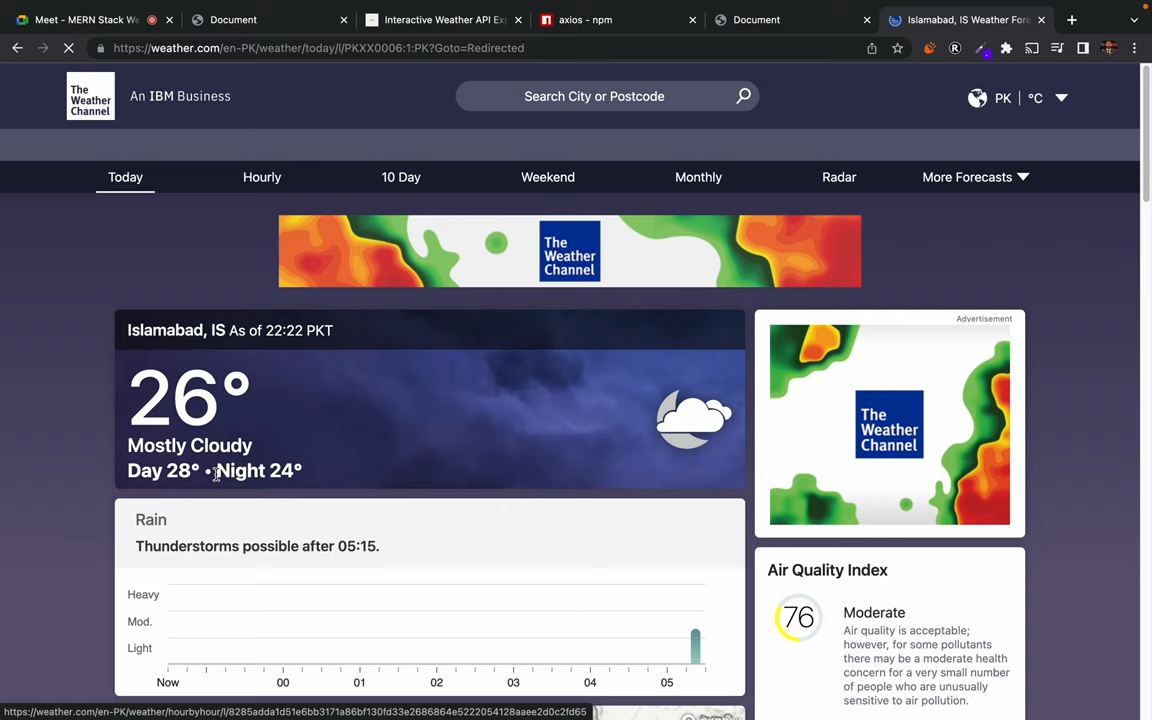 Meet - MERN Stack We
Document
Interactive Weather API Exp
axios - npm
Document
Islamabad, IS Weather Fore
https://weather.com/en-PK/weather/today/l/PKXX0006:1:PK?Goto=Redirected
The
Weather
Channel
An IBM Business
Search City or Postcode
PK | °C
Today
Hourly
10 Day
Weekend
Monthly
Radar
More Forecasts
The
Weather
Channel
Islamabad, IS As of 22:22 PKT
26°
Mostly Cloudy
Day 28° • Night 24°
Advertisement
The
Weather
Channel
Rain
Thunderstorms possible after 05:15.
Heavy
Mod.
Light
Now 00 01 02 03 04 05
Air Quality Index
76
Moderate
Air quality is acceptable;
however, for some pollutants
there may be a moderate health
concern for a very small number
of people who are unusually
sensitive to air pollution.
https://weather.com/en-PK/weather/hourbyhour/l/8285adda1d51e6bb3171a86bf130fd33e2686864e5222054128aaee2d0c2fd65